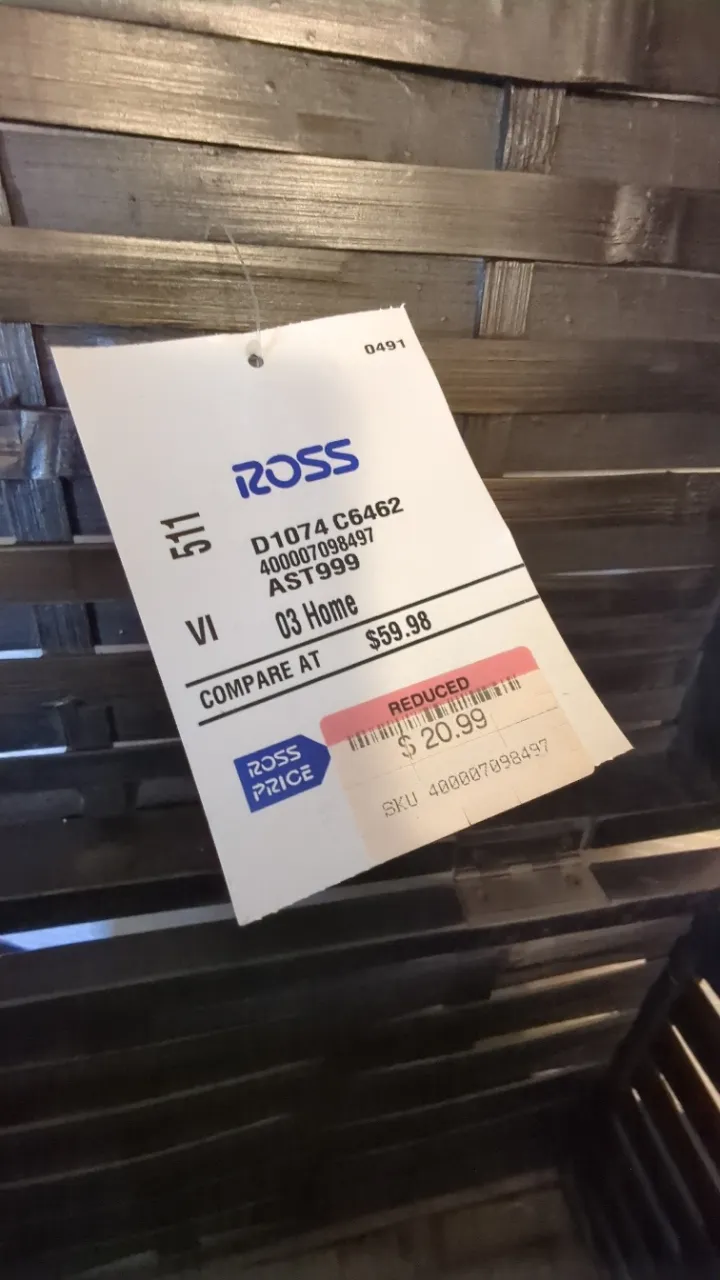 0491
ROSS
511
D1074 C6462
400007098497
AST999
VI 03 Home
COMPARE AT $59.98
REDUCED
ROSS PRICE
$ 20.99
SKU 400007098497